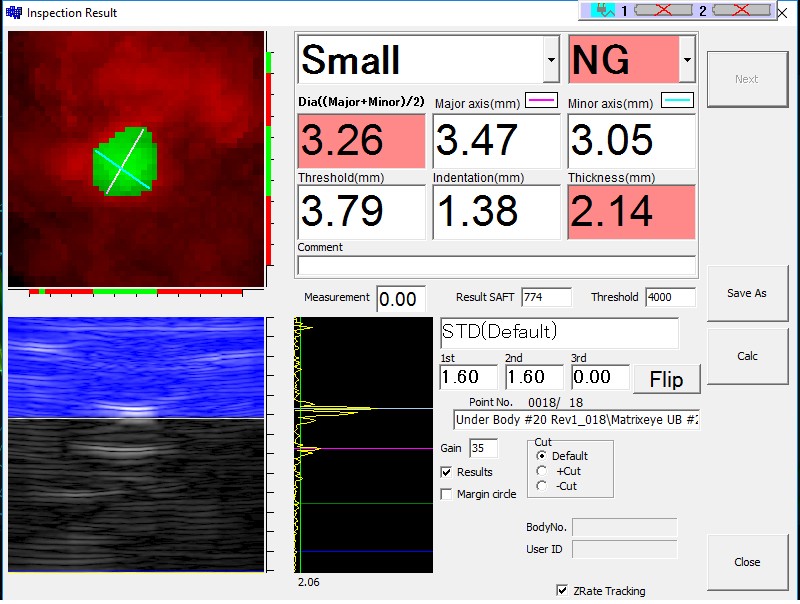 Inspection Result
1 2
Small NG
Next
Dia((Major+Minor)/2) Major axis(mm) Minor axis(mm)
3.26 3.47 3.05
Threshold(mm) Indentation(mm) Thickness(mm)
3.79 1.38 2.14
Comment
Measurement 0.00 Result SAFT 774 Threshold 4000
Save As
STD(Default)
1st 2nd 3rd
1.60 1.60 0.00 Flip
Calc
Point No. 0018/ 18
Under Body #20 Rev1_018\Matrixeye UB #2
Gain 35
Cut
Default
+Cut
-Cut
Results
Margin circle
BodyNo.
User ID
Close
2.06
ZRate Tracking